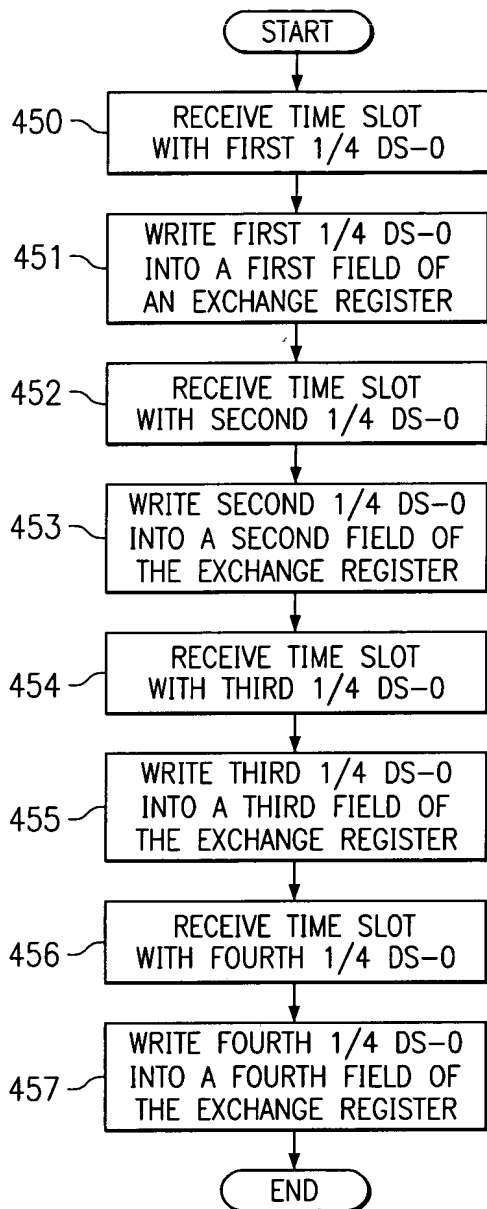 START
450
RECEIVE TIME SLOT
WITH FIRST 1/4 DS-0
451
WRITE FIRST 1/4 DS-0
INTO A FIRST FIELD OF
AN EXCHANGE REGISTER
452
RECEIVE TIME SLOT
WITH SECOND 1/4 DS-0
453
WRITE SECOND 1/4 DS-0
INTO A SECOND FIELD OF
THE EXCHANGE REGISTER
454
RECEIVE TIME SLOT
WITH THIRD 1/4 DS-0
455
WRITE THIRD 1/4 DS-0
INTO A THIRD FIELD OF
THE EXCHANGE REGISTER
456
RECEIVE TIME SLOT
WITH FOURTH 1/4 DS-0
457
WRITE FOURTH 1/4 DS-0
INTO A FOURTH FIELD OF
THE EXCHANGE REGISTER
END